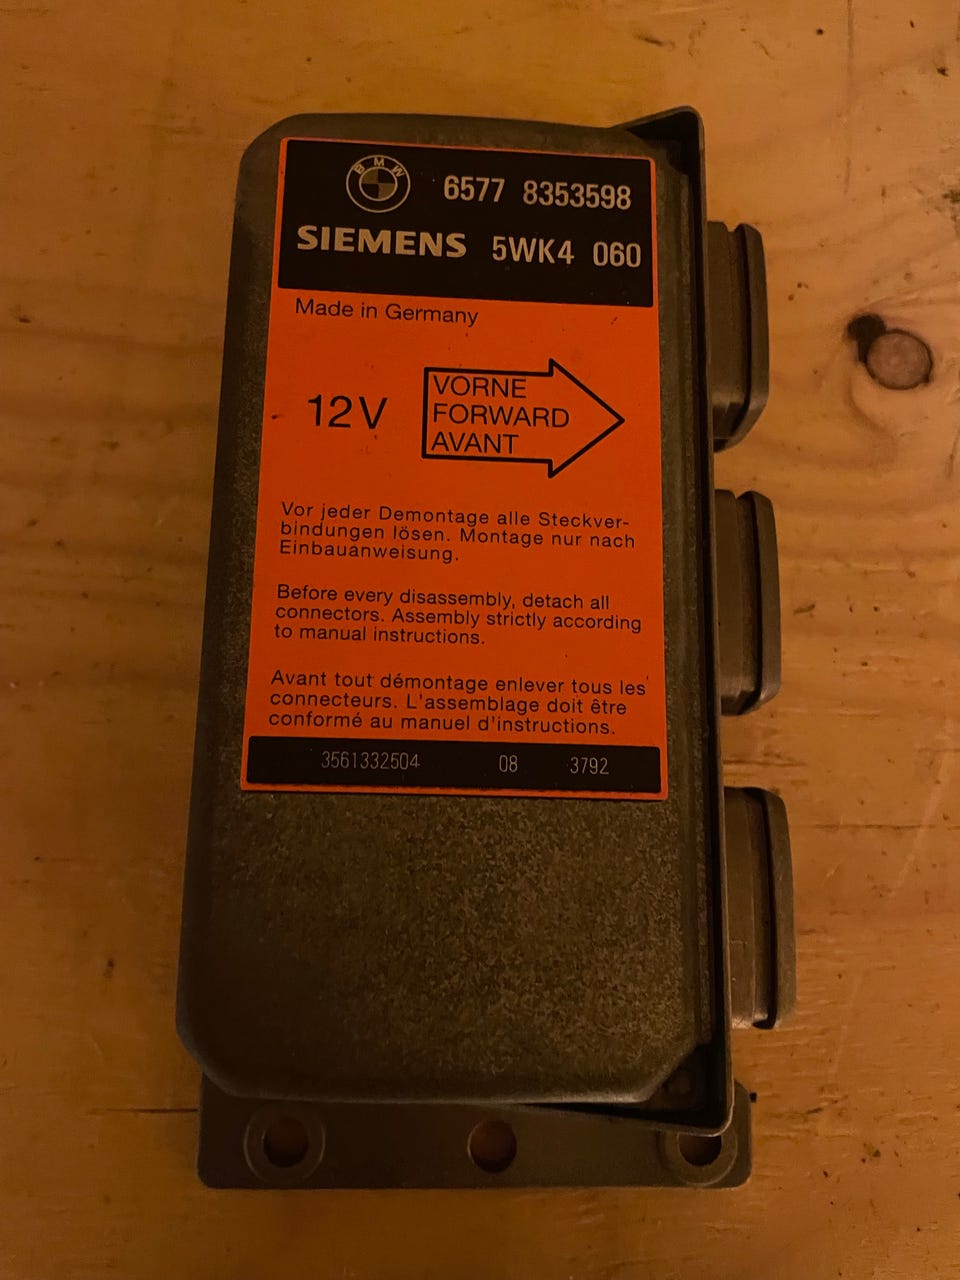 BMW
6577 8353598
SIEMENS 5WK4 060
Made in Germany
12V
VORNE
FORWARD
AVANT
Vor jeder Demontage alle Steckver-
bindungen lösen. Montage nur nach
Einbauanweisung.
Before every disassembly, detach all
connectors. Assembly strictly according
to manual instructions.
Avant tout démontage enlever tous les
connecteurs. L'assemblage doit être
conformé au manuel d'instructions.
3561332504 08 3792